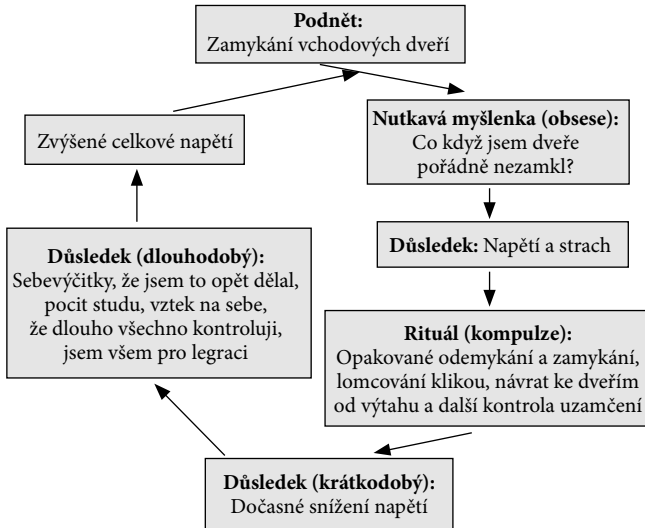 Podnět:
Zamykání vchodových dveří
Nutkavá myšlenka (obsese):
Co když jsem dveře
pořádně nezamkl?
Důsledek: Napětí a strach
Rituál (kompulze):
Opakované odemykání a zamykání,
lomcování klikou, návrat ke dveřím
od výtahu a další kontrola uzamčení
Důsledek (krátkodobý):
Dočasné snížení napětí
Důsledek (dlouhodobý):
Sebevýčitky, že jsem to opět dělal,
pocit studu, vztek na sebe,
že dlouho všechno kontroluji,
jsem všem pro legraci
Zvýšené celkové napětí